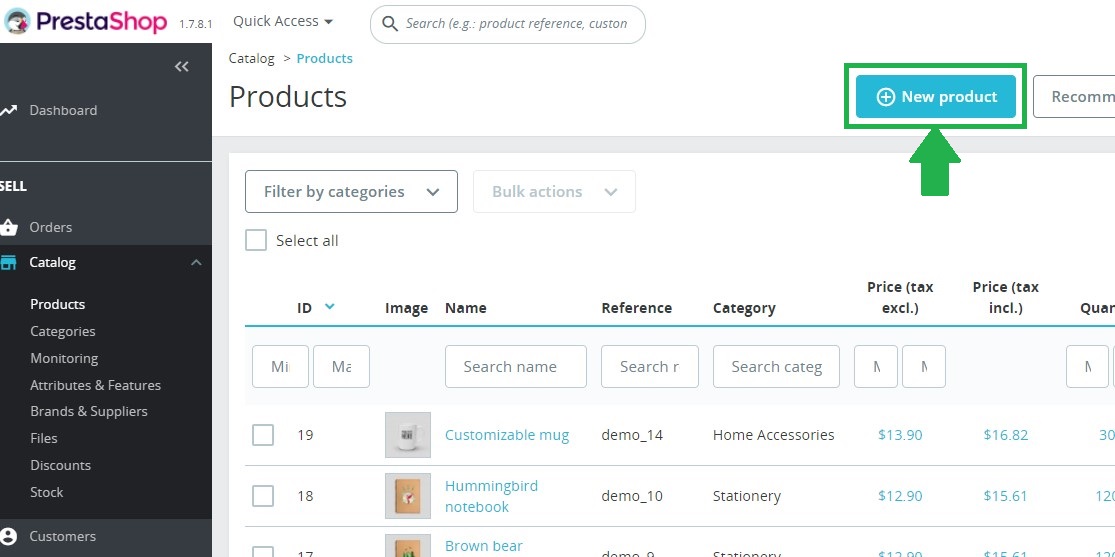 PrestaShop 1.7.8.1 Quick Access Search (e.g.: product reference, custon
Catalog > Products
Products
New product
Recomm
Dashboard
SELL
Orders
Catalog
Products
Categories
Monitoring
Attributes & Features
Brands & Suppliers
Files
Discounts
Stock
Customers
Filter by categories Bulk actions
Select all
ID Image Name Reference Category Price (tax excl.) Price (tax incl.) Quan
Mi Ma Search name Search r Search categ M M M
19 Customizable mug demo_14 Home Accessories $13.90 $16.82 30
18 Hummingbird notebook demo_10 Stationery $12.90 $15.61 120
17 Brown bear demo_9 Stationery $12.90 $15.61 120